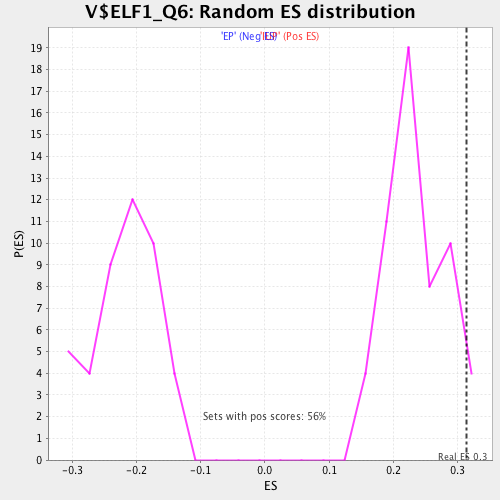 V$ELF1_Q6: Random ES distribution
'EP' (Neg ES) (Pos ES)
P(ES)
19
18
17
16
15
14
13
12
11
10
9
8
7
6
5
4
3
2
1
0
Sets with pos scores: 56%
Real ES 0.3
-0.3 -0.2 -0.1 0.0 0.1 0.2 0.3
ES